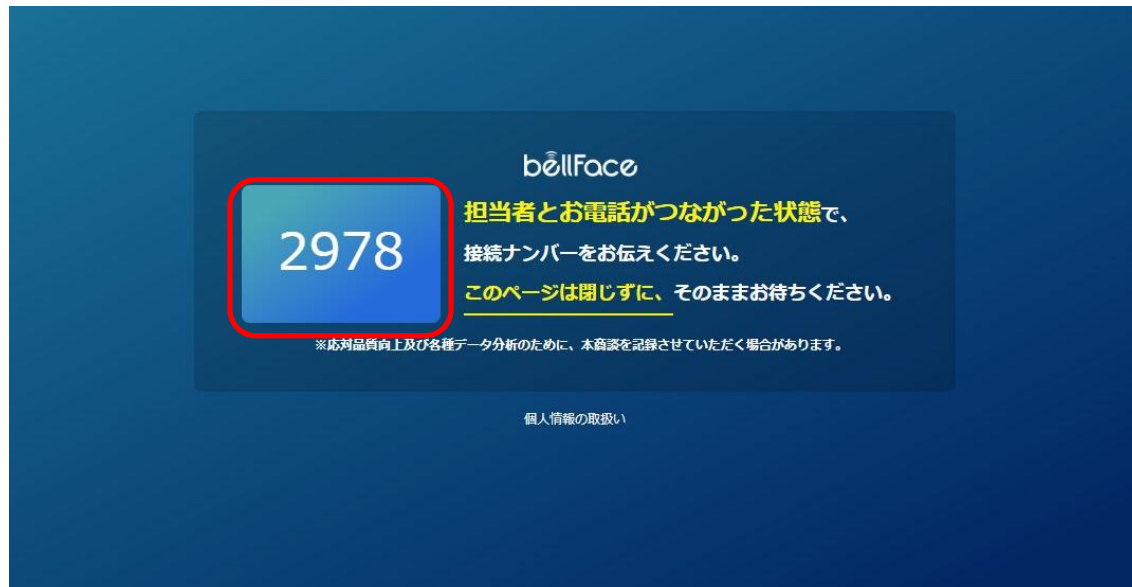 bellFace
2978
担当者とお電話がつながった状態で、
接続ナンバーをお伝えください。
このページは閉じずに、そのままお待ちください。
※応対品質向上及び各種データ分析のために、本商談を記録させていただく場合があります。
個人情報の取扱い